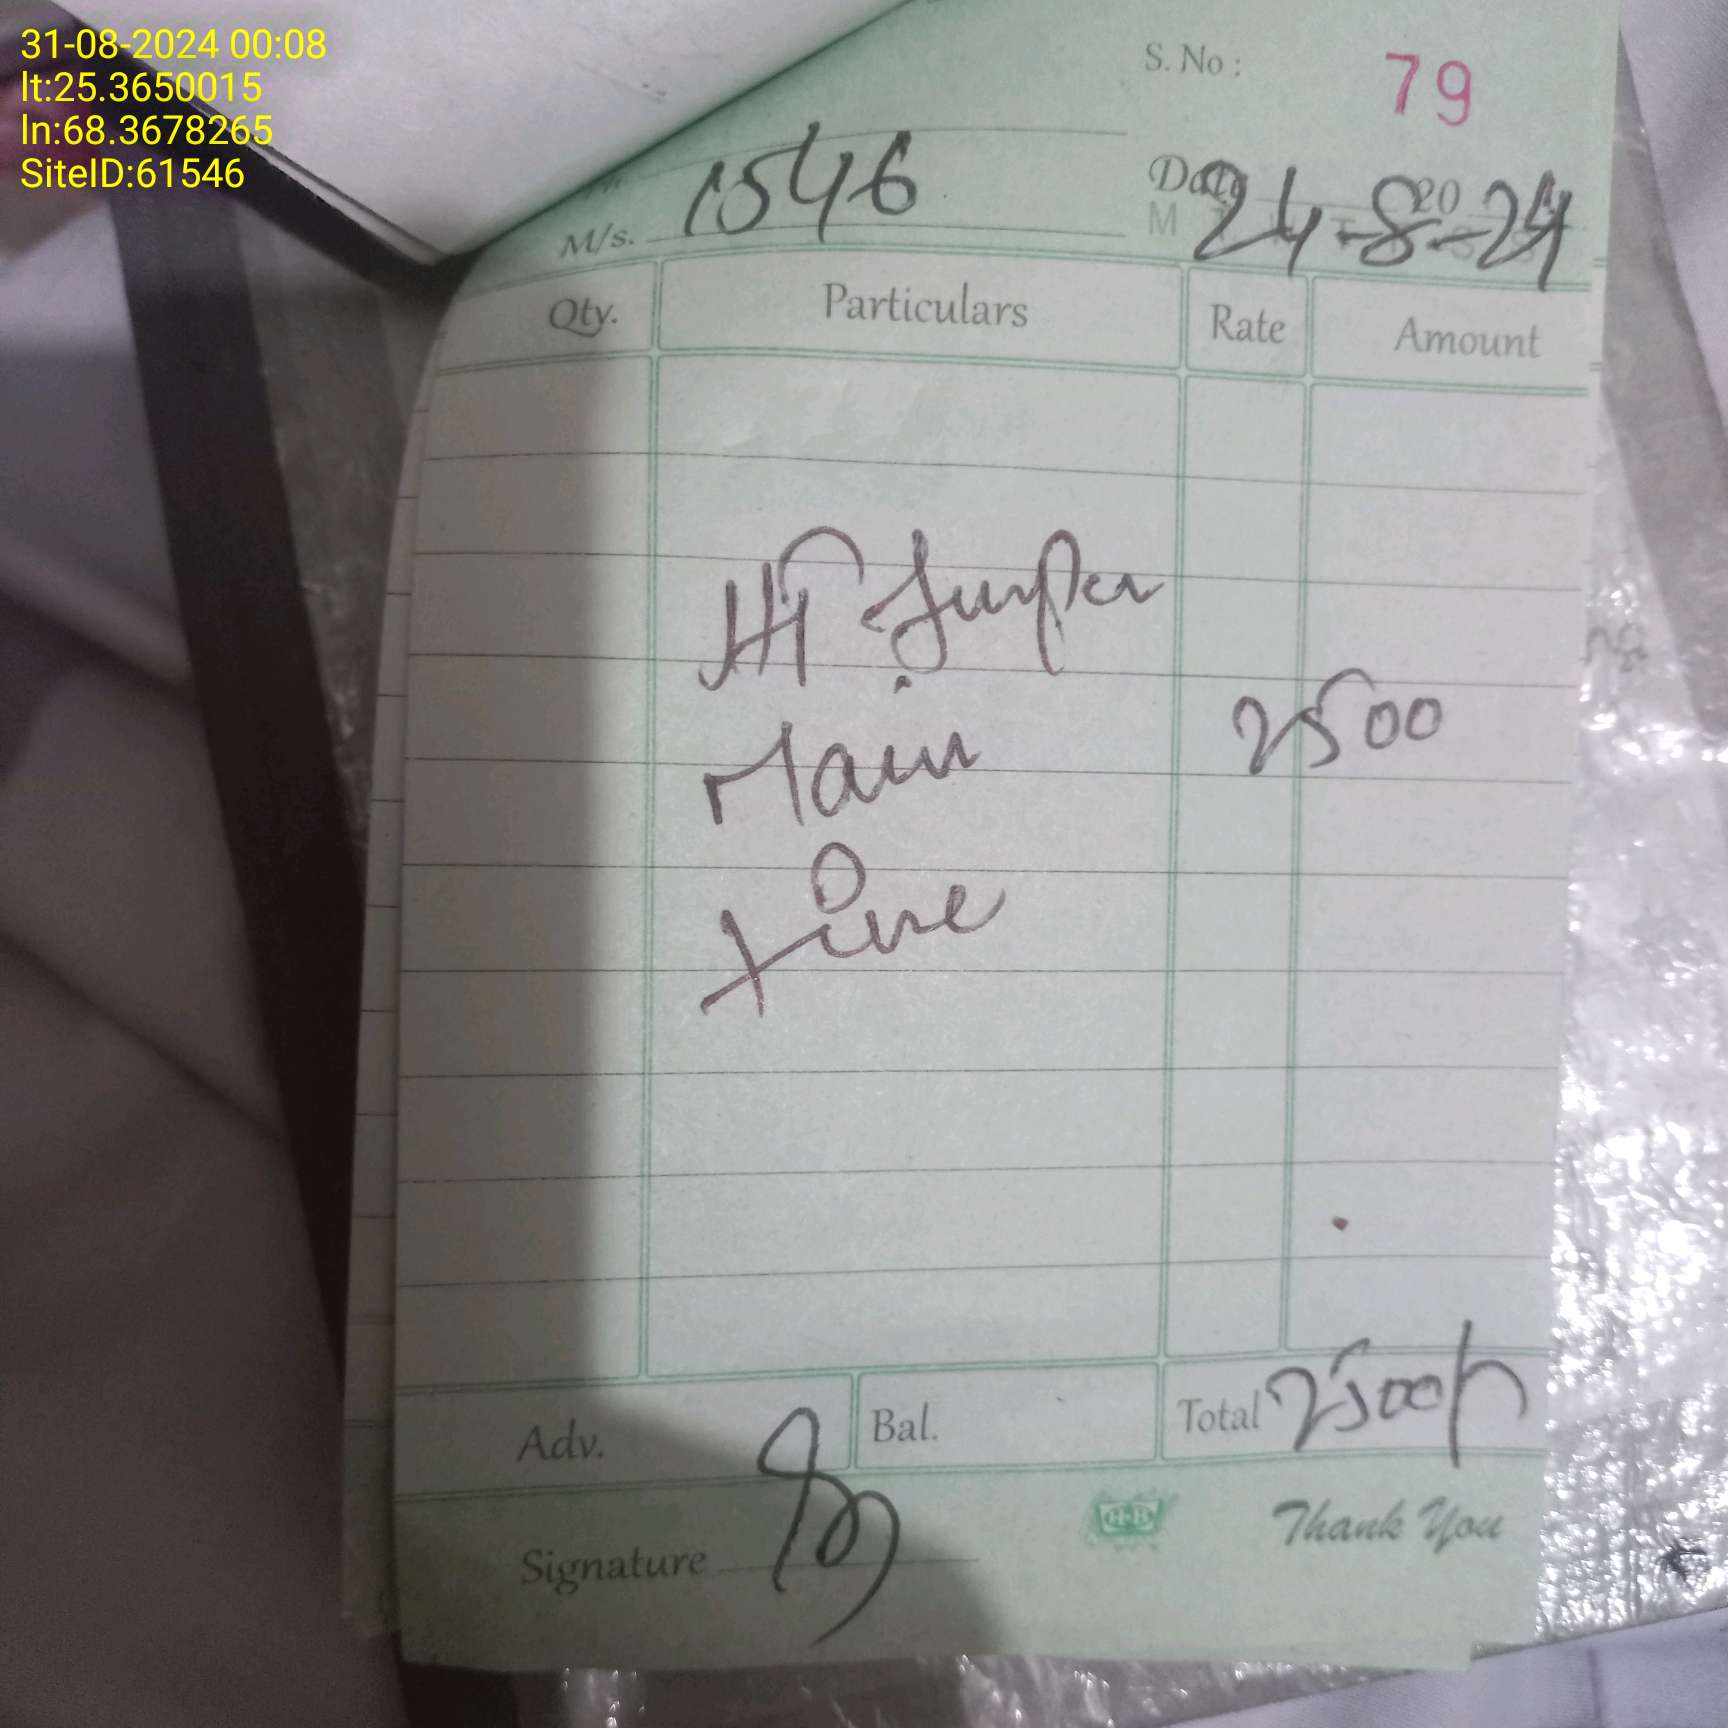 31-08-2024 00:08
lt:25.3650015
ln:68.3678265
SiteID:61546
S. No : 79
M/s. 1546
Date 24-8-24
20
Qty. Particulars Rate Amount
HT Jumper
Main 2500
Line
Adv. Bal. Total 2500/-
H-B
Signature
Thank You